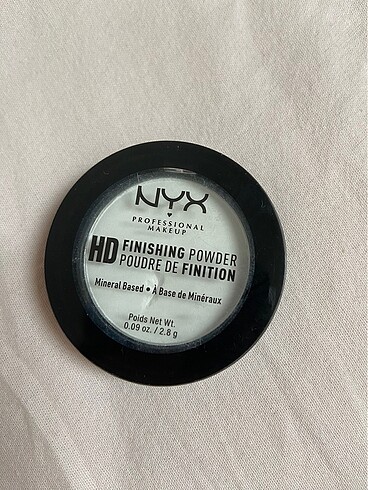 NYX
PROFESSIONAL
MAKEUP
HD FINISHING POWDER
POUDRE DE FINITION
Mineral Based • À Base de Minéraux
Poids Net Wt.
0.09 oz. / 2.8 g